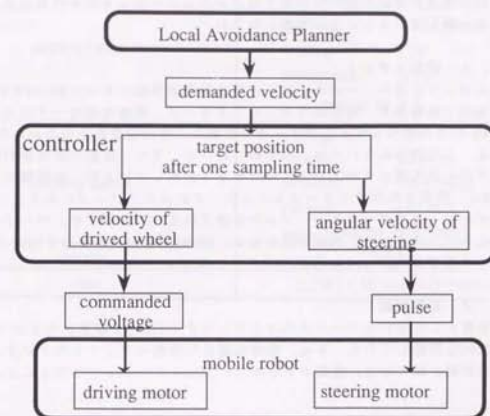 Local Avoidance Planner
demanded velocity
controller
target position
after one sampling time
velocity of
drived wheel
angular velocity of
steering
commanded
voltage
pulse
mobile robot
driving motor
steering motor